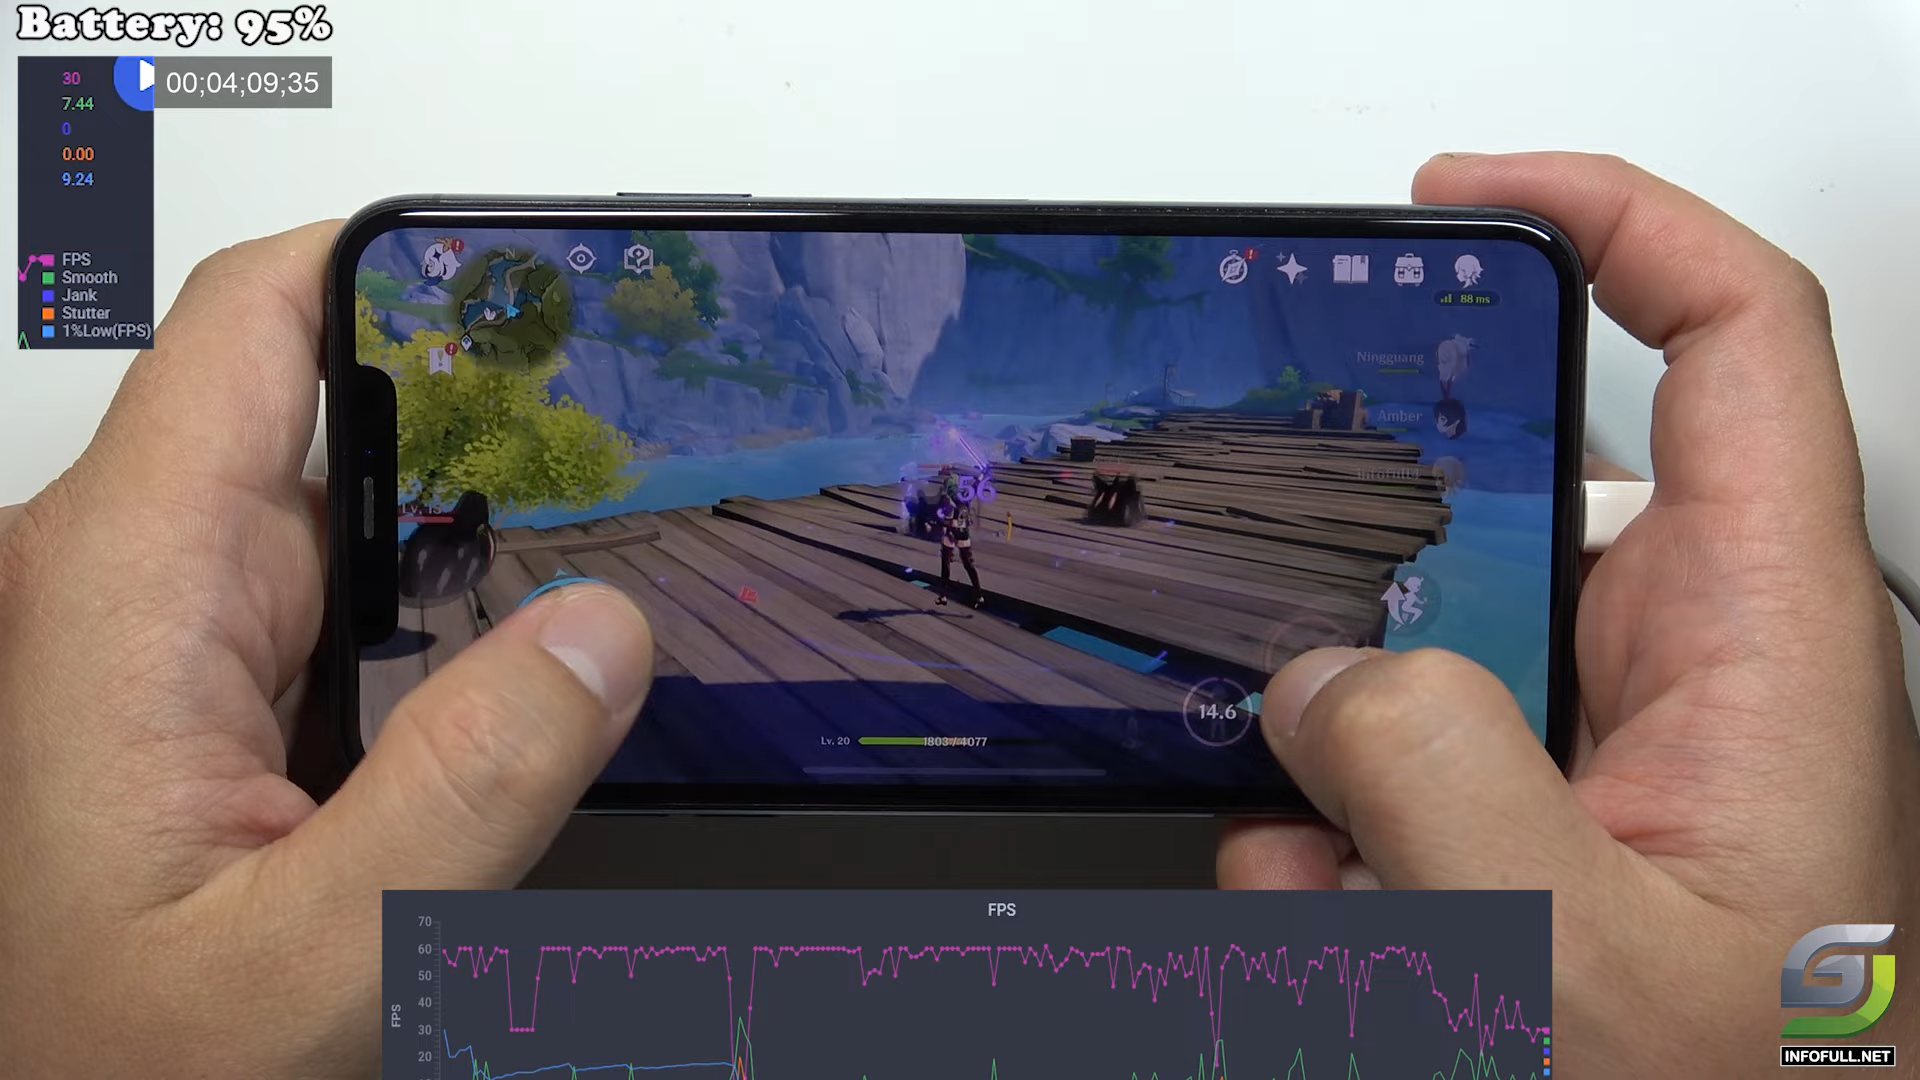 Battery: 95%
30
00;04;09;35
7.44
0
0.00
9.24
FPS
Smooth
Jank
Stutter
1%Low(FPS)
N
88 ms
Ningguang
Amber
56
14.6
Lv. 20 1803/4077
FPS
70
60
50
40
30
20
FPS
INFOFULL.NET